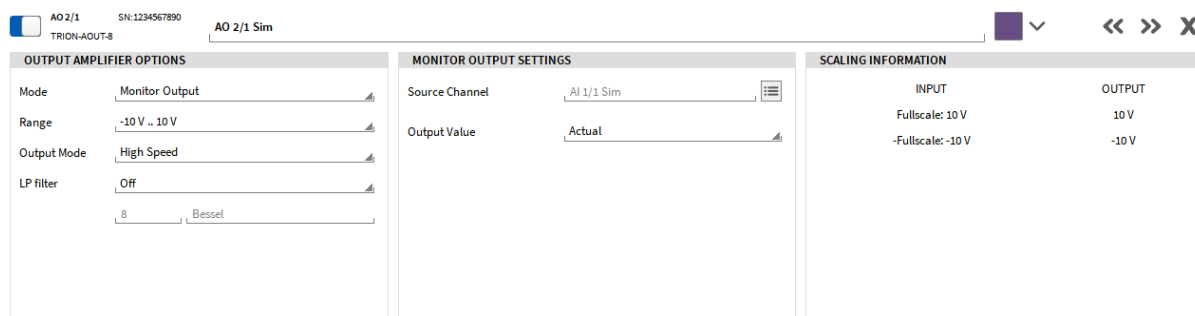 AO 2/1 SN:1234567890
TRION-AOUT-8
AO 2/1 Sim
OUTPUT AMPLIFIER OPTIONS
Mode Monitor Output
Range -10 V .. 10 V
Output Mode High Speed
LP filter Off
8 Bessel
MONITOR OUTPUT SETTINGS
Source Channel AI 1/1 Sim
Output Value Actual
SCALING INFORMATION
INPUT OUTPUT
Fullscale: 10 V 10 V
-Fullscale: -10 V -10 V